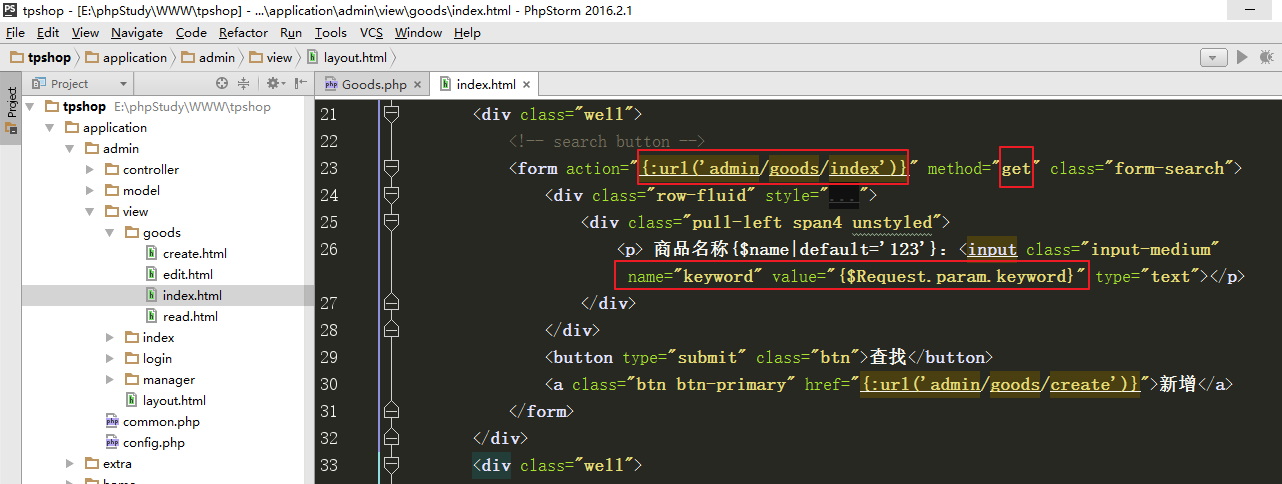 tpshop - [E:\phpStudy\WWW\tpshop] - ...\application\admin\view\goods\index.html - PhpStorm 2016.2.1
File Edit View Navigate Code Refactor Run Tools VCS Window Help
tpshop application admin view layout.html
Project
Project
Goods.php index.html
tpshop E:\phpStudy\WWW\tpshop
application
admin
controller
model
view
goods
create.html
edit.html
index.html
read.html
index
login
manager
layout.html
common.php
config.php
extra
home
21 <div class="well">
22 <!-- search button -->
23 <form action="{:url('admin/goods/index')}" method="get" class="form-search">
24 <div class="row-fluid" style="...">
25 <div class="pull-left span4 unstyled">
26 <p> 商品名称{$name|default='123'}：<input class="input-medium"
name="keyword" value="{$Request.param.keyword}" type="text"></p>
27 </div>
28 </div>
29 <button type="submit" class="btn">查找</button>
30 <a class="btn btn-primary" href="{:url('admin/goods/create')}">新增</a>
31 </form>
32 </div>
33 <div class="well">